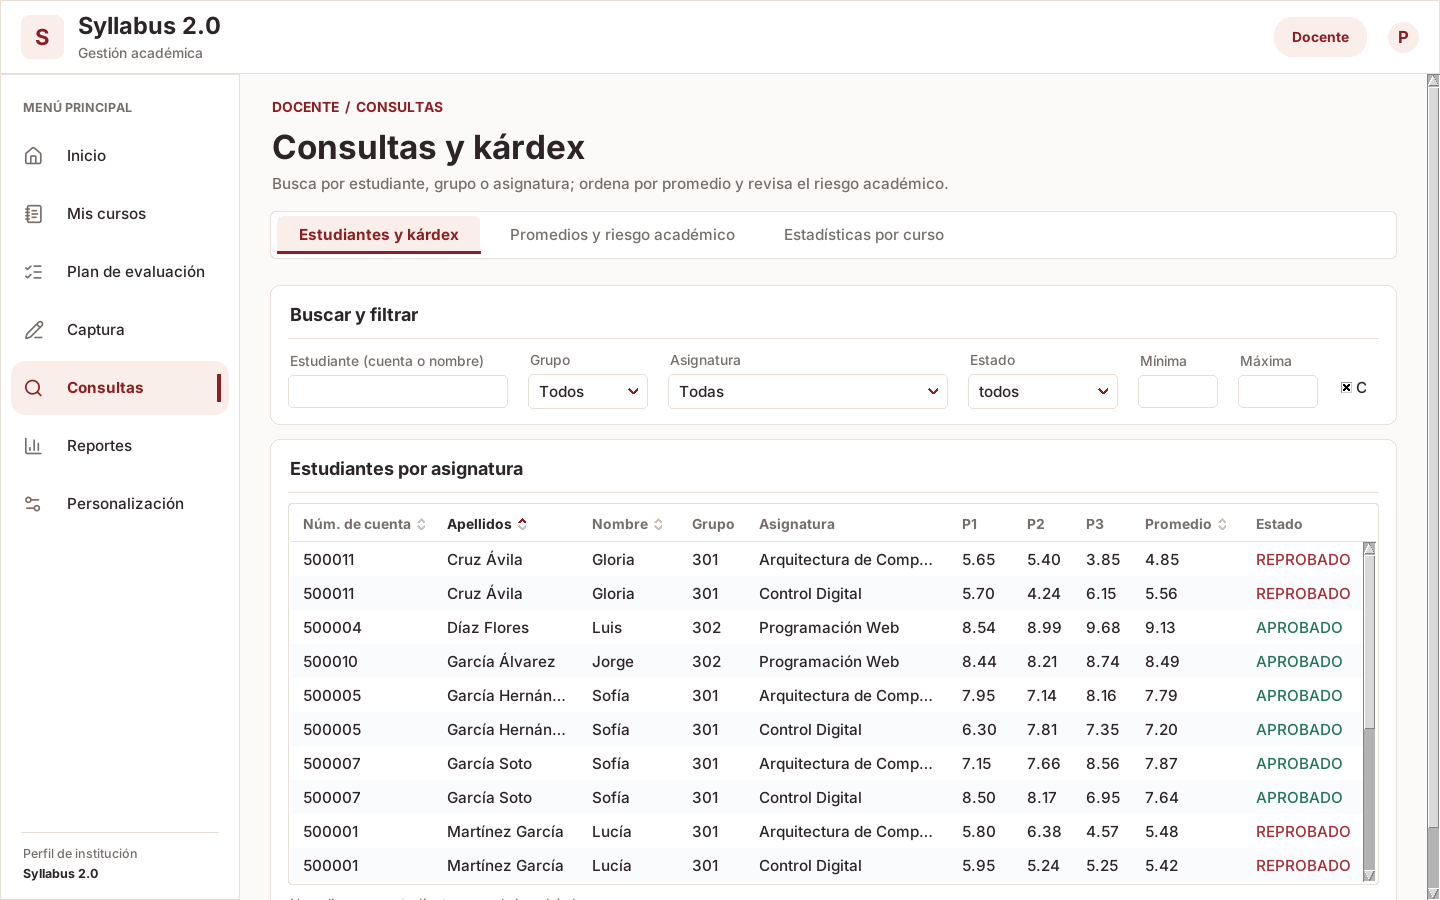 S
Syllabus 2.0
Gestión académica
Docente
P
MENÚ PRINCIPAL
Inicio
Mis cursos
Plan de evaluación
Captura
Consultas
Reportes
Personalización
Perfil de institución
Syllabus 2.0
DOCENTE / CONSULTAS
Consultas y kárdex
Busca por estudiante, grupo o asignatura; ordena por promedio y revisa el riesgo académico.
Estudiantes y kárdex Promedios y riesgo académico Estadísticas por curso
Buscar y filtrar
Estudiante (cuenta o nombre) Grupo Asignatura Estado Mínima Máxima
Todos Todas todos C
Estudiantes por asignatura
Núm. de cuenta Apellidos Nombre Grupo Asignatura P1 P2 P3 Promedio Estado
500011 Cruz Ávila Gloria 301 Arquitectura de Comp... 5.65 5.40 3.85 4.85 REPROBADO
500011 Cruz Ávila Gloria 301 Control Digital 5.70 4.24 6.15 5.56 REPROBADO
500004 Díaz Flores Luis 302 Programación Web 8.54 8.99 9.68 9.13 APROBADO
500010 García Álvarez Jorge 302 Programación Web 8.44 8.21 8.74 8.49 APROBADO
500005 García Hernán... Sofía 301 Arquitectura de Comp... 7.95 7.14 8.16 7.79 APROBADO
500005 García Hernán... Sofía 301 Control Digital 6.30 7.81 7.35 7.20 APROBADO
500007 García Soto Sofía 301 Arquitectura de Comp... 7.15 7.66 8.56 7.87 APROBADO
500007 García Soto Sofía 301 Control Digital 8.50 8.17 6.95 7.64 APROBADO
500001 Martínez García Lucía 301 Arquitectura de Comp... 5.80 6.38 4.57 5.48 REPROBADO
500001 Martínez García Lucía 301 Control Digital 5.95 5.24 5.25 5.42 REPROBADO